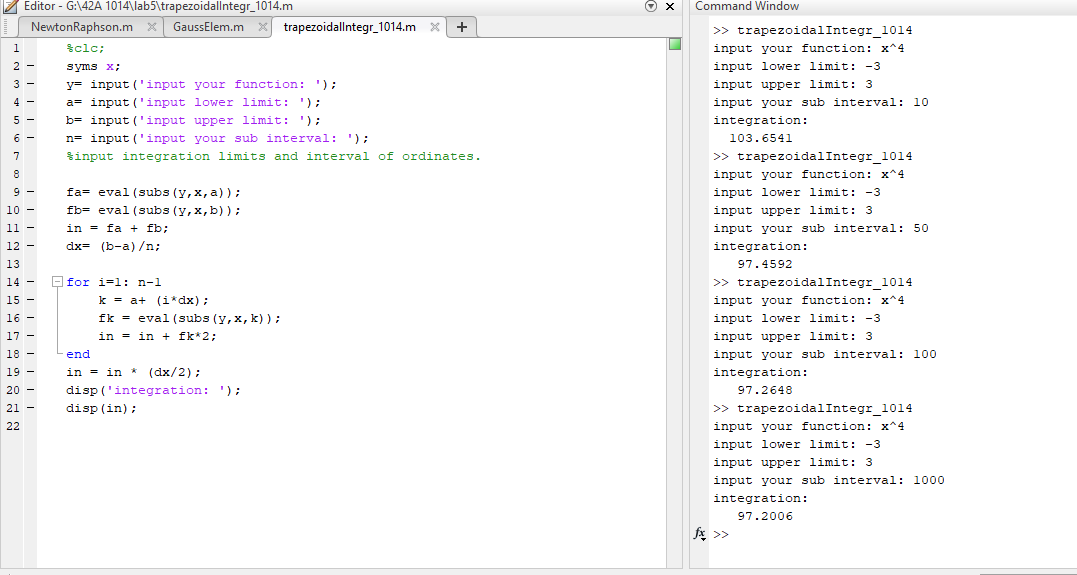 Editor - G:\42A 1014\lab5\trapezoidalIntegr_1014.m
NewtonRaphson.m GaussElem.m trapezoidalIntegr_1014.m +
1 %clc;
2 - syms x;
3 - y= input('input your function: ');
4 - a= input('input lower limit: ');
5 - b= input('input upper limit: ');
6 - n= input('input your sub interval: ');
7 %input integration limits and interval of ordinates.
8
9 - fa= eval(subs(y,x,a));
10 - fb= eval(subs(y,x,b));
11 - in = fa + fb;
12 - dx= (b-a)/n;
13
14 - for i=1: n-1
15 - k = a+ (i*dx);
16 - fk = eval(subs(y,x,k));
17 - in = in + fk*2;
18 - end
19 - in = in * (dx/2);
20 - disp('integration: ');
21 - disp(in);
22
Command Window
>> trapezoidalIntegr_1014
input your function: x^4
input lower limit: -3
input upper limit: 3
input your sub interval: 10
integration:
103.6541
>> trapezoidalIntegr_1014
input your function: x^4
input lower limit: -3
input upper limit: 3
input your sub interval: 50
integration:
97.4592
>> trapezoidalIntegr_1014
input your function: x^4
input lower limit: -3
input upper limit: 3
input your sub interval: 100
integration:
97.2648
>> trapezoidalIntegr_1014
input your function: x^4
input lower limit: -3
input upper limit: 3
input your sub interval: 1000
integration:
97.2006
fx >>